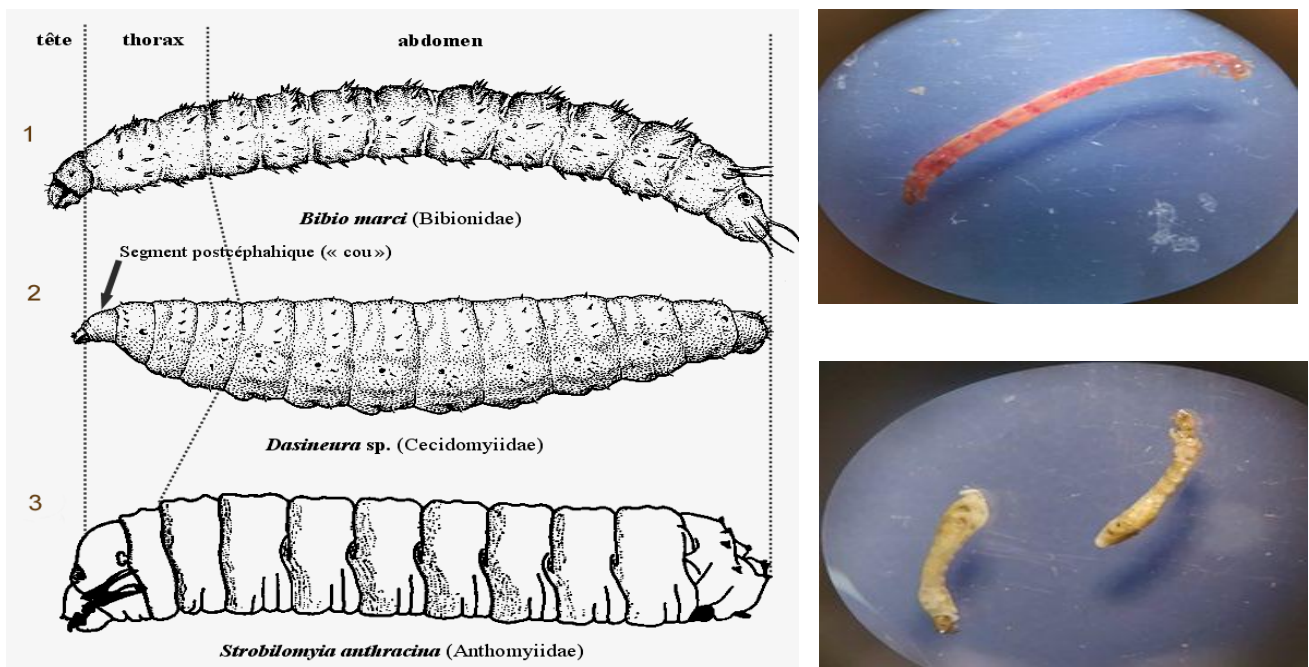 tête thorax abdomen
1
Bibio marci (Bibionidae)
Segment postcéphahique (« cou »)
2
Dasineura sp. (Cecidomyiidae)
3
Strobilomyia anthracina (Anthomyiidae)